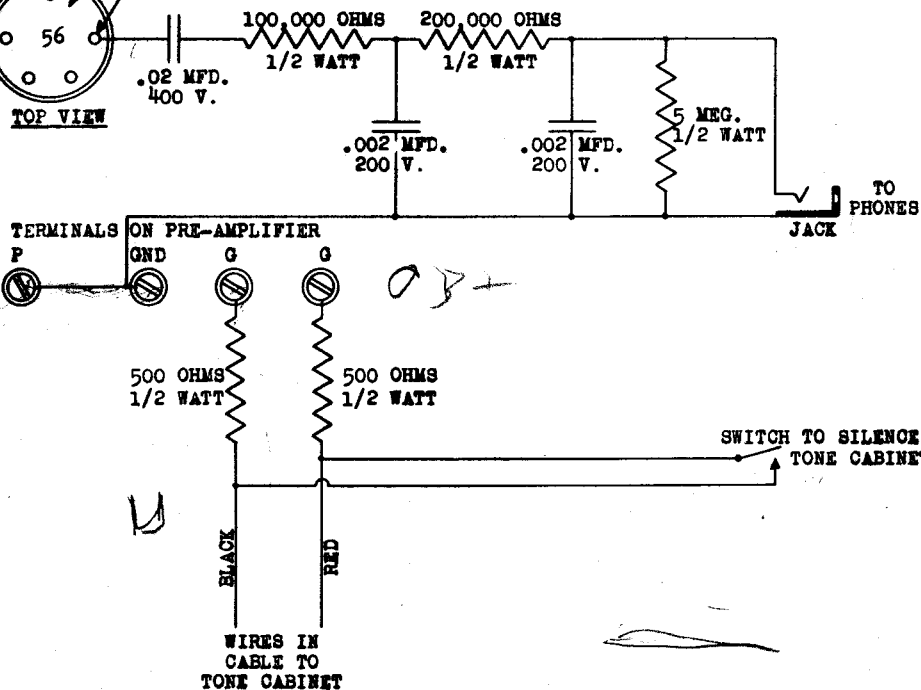 56
100,000 OHMS
1/2 WATT
200,000 OHMS
1/2 WATT
.02 MFD.
400 V.
TOP VIEW
.002 MFD.
200 V.
.002 MFD.
200 V.
5 MEG.
1/2 WATT
TO
PHONES
JACK
TERMINALS ON PRE-AMPLIFIER
P GND G G
B+
500 OHMS
1/2 WATT
500 OHMS
1/2 WATT
SWITCH TO SILENCE
TONE CABINET
BLACK
RED
WIRES IN
CABLE TO
TONE CABINET